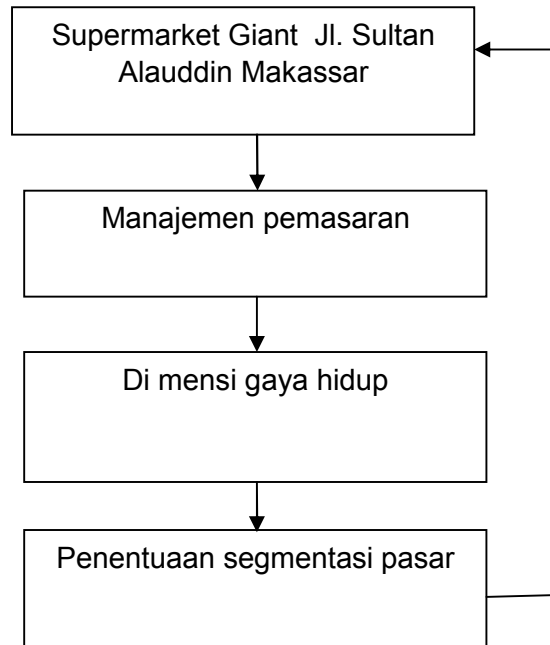 Supermarket Giant Jl. Sultan
Alauddin Makassar
Manajemen pemasaran
Di mensi gaya hidup
Penentuaan segmentasi pasar